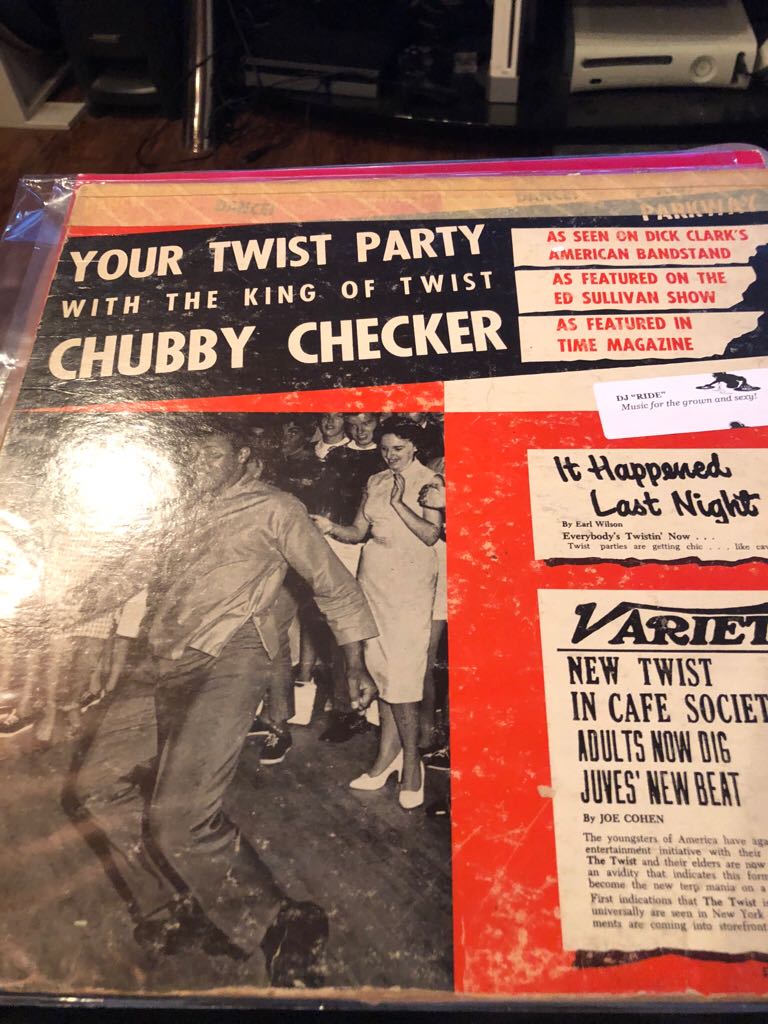 DANCE!
DANCE!
PARKWAY
YOUR TWIST PARTY
WITH THE KING OF TWIST
CHUBBY CHECKER
AS SEEN ON DICK CLARK'S
AMERICAN BANDSTAND
AS FEATURED ON THE
ED SULLIVAN SHOW
AS FEATURED IN
TIME MAGAZINE
DJ "RIDE"
Music for the grown and sexy!
It Happened
Last Night
By Earl Wilson
Everybody's Twistin' Now . . .
Twist parties are getting chic . . . like
VARIET
NEW TWIST
IN CAFE SOCIET
ADULTS NOW DIG
JUVES' NEW BEAT
By JOE COHEN
The youngsters of America have
entertainment initiative with their
The Twist and their elders are now
an avidity that indicates this
become the new terp mania on a
First indications that The Twist
universally are seen in New York
ments are coming into storefront